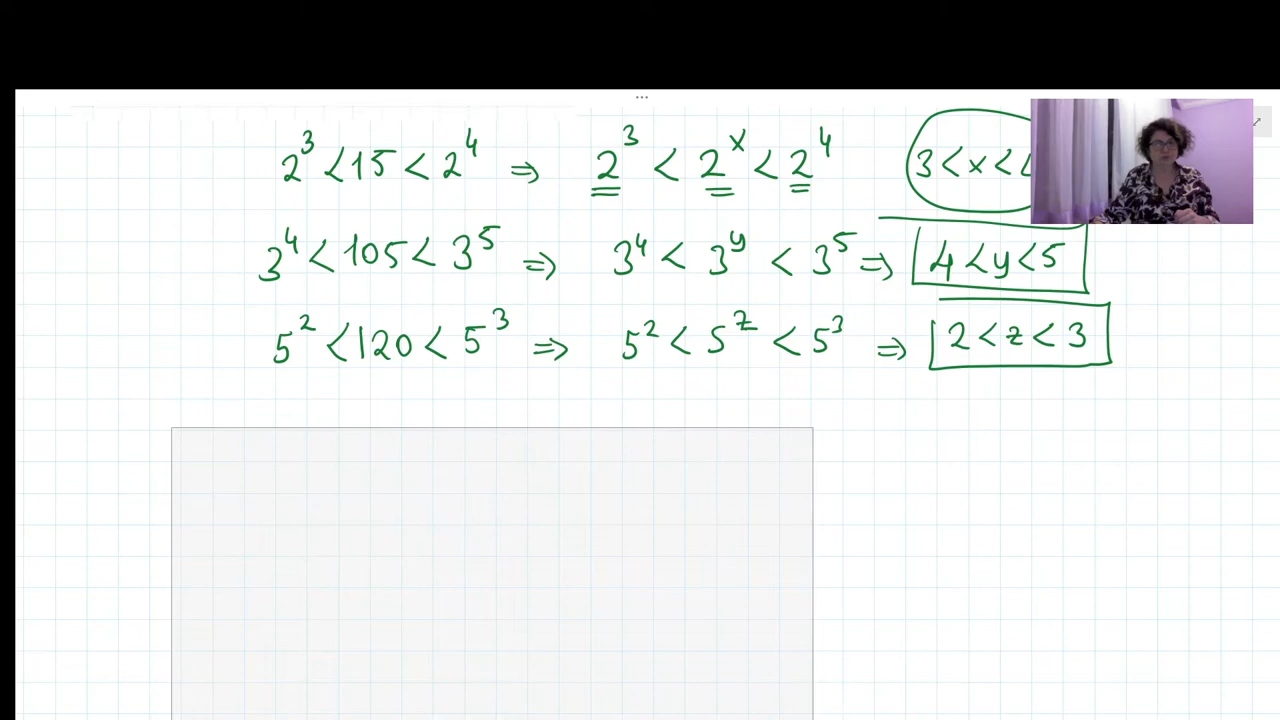 2³ < 15 < 2⁴ ⇒ 2³ < 2ˣ < 2⁴ 3 < x <
3⁴ < 105 < 3⁵ ⇒ 3⁴ < 3ʸ < 3⁵ ⇒ 4 < y < 5
5² < 120 < 5³ ⇒ 5² < 5ᶻ < 5³ ⇒ 2 < z < 3